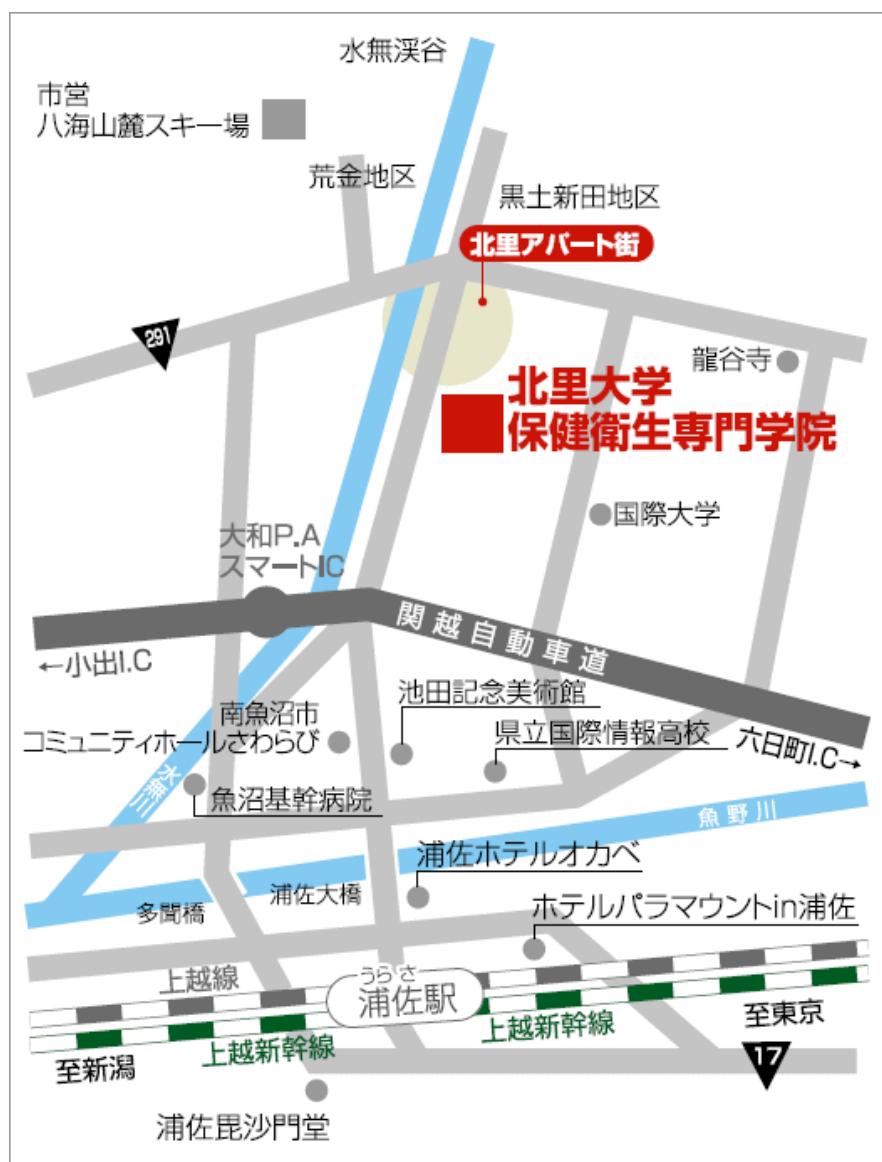 水無渓谷
市営
八海山麓スキー場
荒金地区
黒土新田地区
北里アパート街
291
龍谷寺
北里大学
保健衛生専門学院
国際大学
大和P.A
スマートIC
関越自動車道
←小出I.C
池田記念美術館
南魚沼市
コミュニティホールさわらび
県立国際情報高校
六日町I.C→
水無川
魚沼基幹病院
魚野川
浦佐ホテルオカベ
浦佐大橋
多聞橋
ホテルパラマウントin浦佐
上越線
うらさ
浦佐駅
至東京
上越新幹線
上越新幹線
至新潟
17
浦佐毘沙門堂